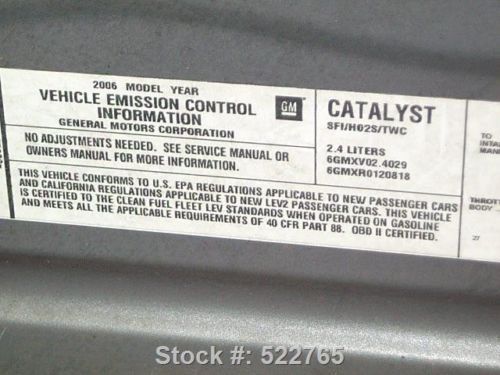 2006 MODEL YEAR
VEHICLE EMISSION CONTROL
INFORMATION
GENERAL MOTORS CORPORATION
GM
CATALYST
SFI/HO2S/TWC
NO ADJUSTMENTS NEEDED. SEE SERVICE MANUAL OR
OWNERS MANUAL FOR MORE INFORMATION.
2.4 LITERS
6GMXV02.4029
6GMXR0120818
THIS VEHICLE CONFORMS TO U.S. EPA REGULATIONS APPLICABLE TO NEW PASSENGER CARS
AND CALIFORNIA REGULATIONS APPLICABLE TO NEW LEV2 PASSENGER CARS. THIS VEHICLE
IS CERTIFIED TO THE CLEAN FUEL FLEET LEV STANDARDS WHEN OPERATED ON GASOLINE
AND MEETS ALL THE APPLICABLE REQUIREMENTS OF 40 CFR PART 88. OBD II CERTIFIED.
TO
INTA
MAN
THROTT
BODY
Stock #: 522765